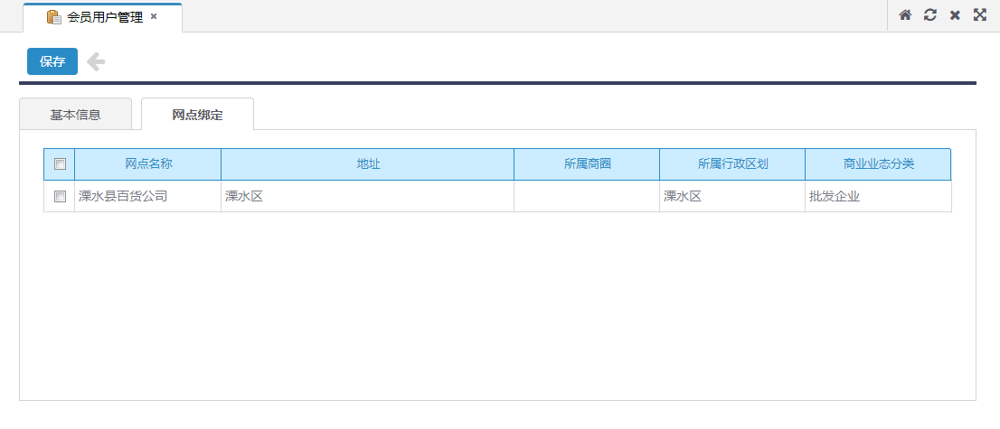 会员用户管理
保存
基本信息 网点绑定
网点名称 地址 所属商圈 所属行政区划 商业业态分类
溧水县百货公司 溧水区 溧水区 批发企业